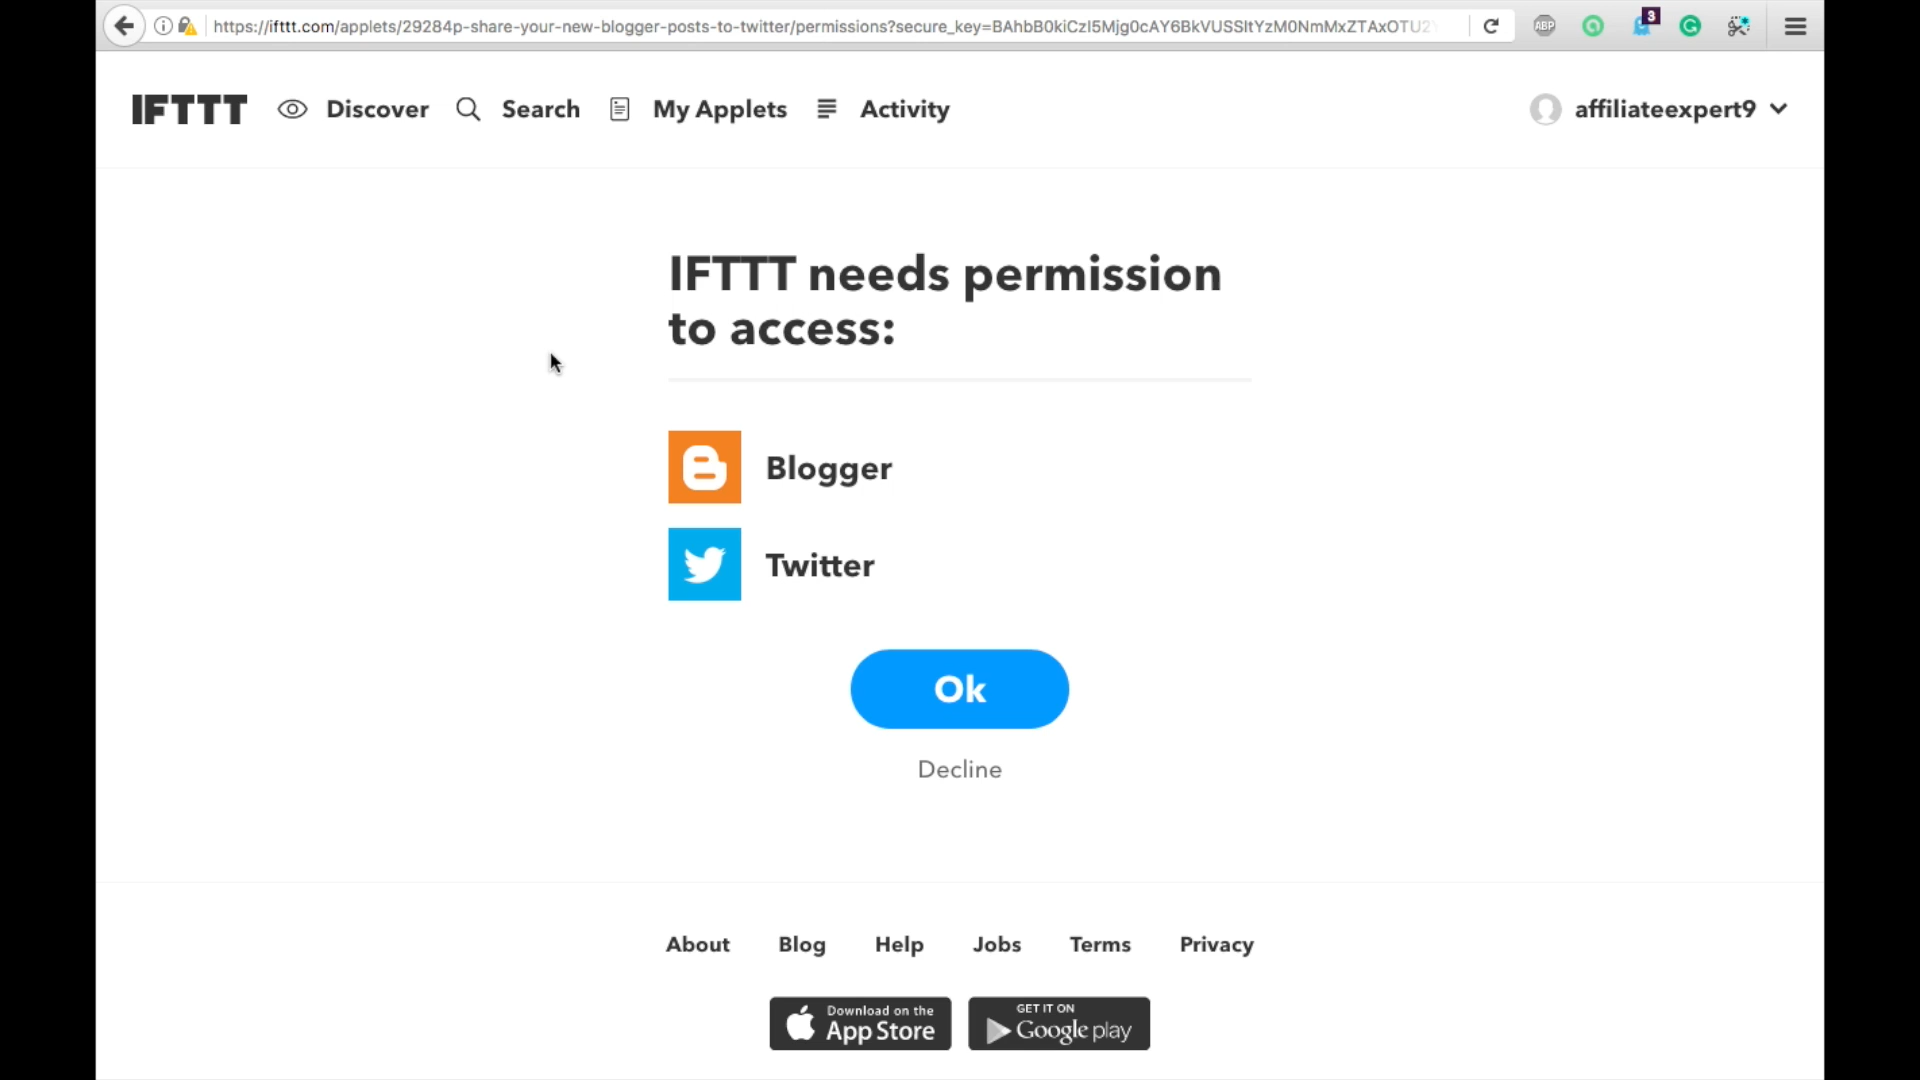 https://ifttt.com/applets/29284p-share-your-new-blogger-posts-to-twitter/permissions?secure_key=
ABP
3
IFTTT Discover Search My Applets Activity affiliateexpert9
IFTTT needs permission
to access:
Blogger
Twitter
Ok
Decline
About Blog Help Jobs Terms Privacy
Download on the
App Store
GET IT ON
Google play